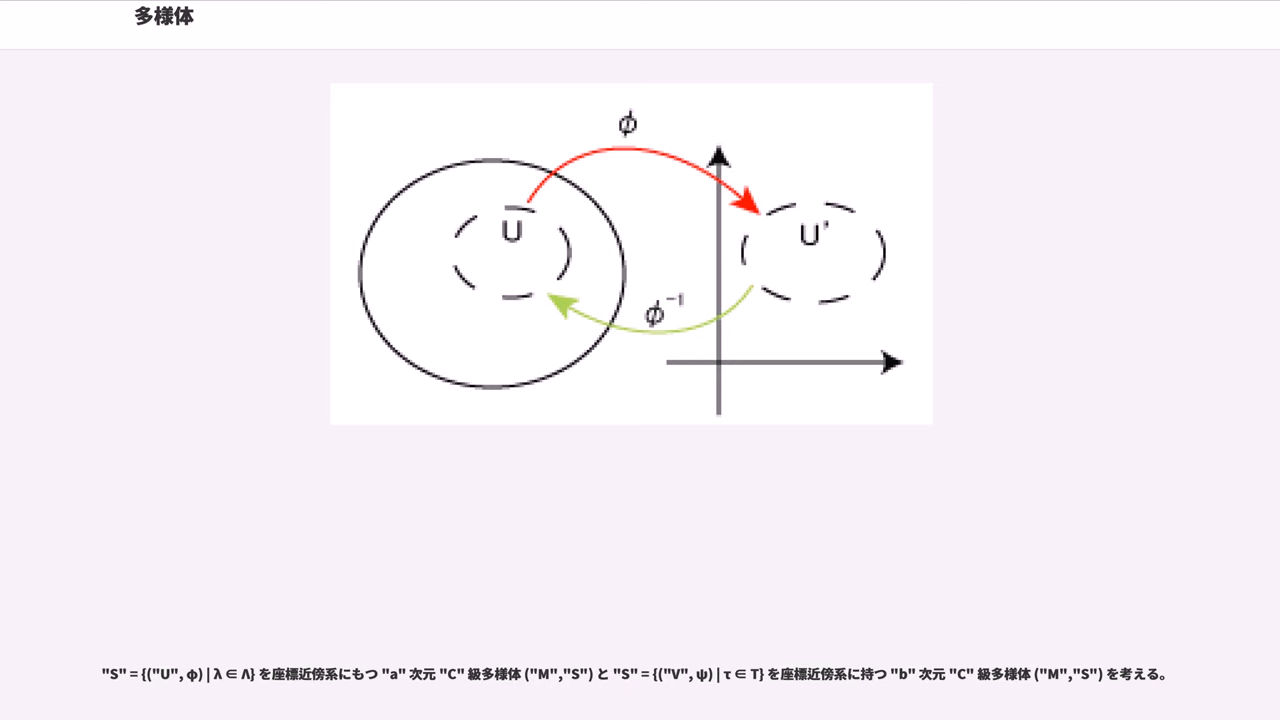 多様体
ϕ
U
U'
ϕ⁻¹
"S" = {("U", φ) | λ ∈ Λ} を座標近傍系にもつ "a" 次元 "C" 級多様体 ("M","S") と "S" = {("V", ψ) | τ ∈ T} を座標近傍系に持つ "b" 次元 "C" 級多様体 ("M","S") を考える。